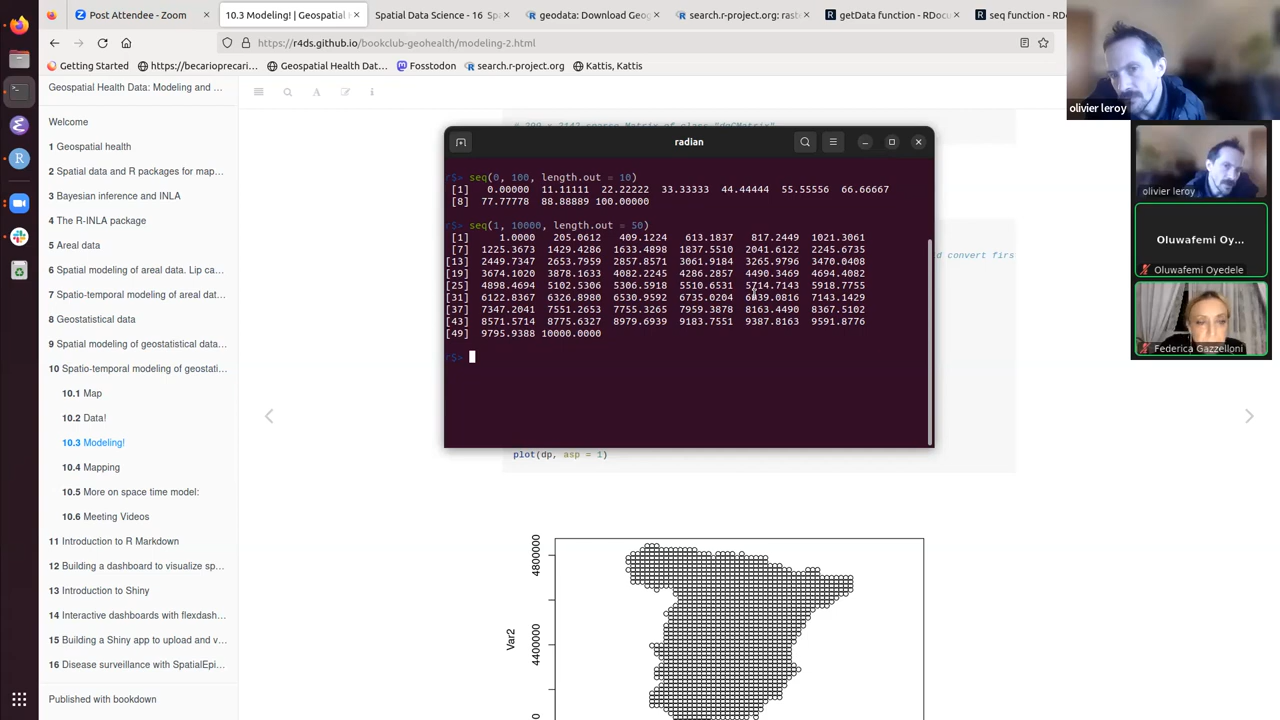 Post Attendee - Zoom
10.3 Modeling! | Geospatial
Spatial Data Science - 16 Spa
geodata: Download Geog
search.r-project.org: raste
getData function - RDocu
seq function - RDo
https://r4ds.github.io/bookclub-geohealth/modeling-2.html
Getting Started
https://becarioprecari...
Geospatial Health Dat...
Fosstodon
search.r-project.org
Kattis, Kattis
Geospatial Health Data: Modeling and ...
Welcome
1 Geospatial health
2 Spatial data and R packages for map...
3 Bayesian inference and INLA
4 The R-INLA package
5 Areal data
6 Spatial modeling of areal data. Lip ca...
7 Spatio-temporal modeling of areal dat...
8 Geostatistical data
9 Spatial modeling of geostatistical data...
10 Spatio-temporal modeling of geostati...
10.1 Map
10.2 Data!
10.3 Modeling!
10.4 Mapping
10.5 More on space time model:
10.6 Meeting Videos
11 Introduction to R Markdown
12 Building a dashboard to visualize sp...
13 Introduction to Shiny
14 Interactive dashboards with flexdash...
15 Building a Shiny app to upload and v...
16 Disease surveillance with SpatialEpi...
Published with bookdown
radian
r$> seq(0, 100, length.out = 10)
[1] 0.00000 11.11111 22.22222 33.33333 44.44444 55.55556 66.66667
[8] 77.77778 88.88889 100.00000
r$> seq(1, 10000, length.out = 50)
[1] 1.0000 205.0612 409.1224 613.1837 817.2449 1021.3061
[7] 1225.3673 1429.4286 1633.4898 1837.5510 2041.6122 2245.6735
[13] 2449.7347 2653.7959 2857.8571 3061.9184 3265.9796 3470.0408
[19] 3674.1020 3878.1633 4082.2245 4286.2857 4490.3469 4694.4082
[25] 4898.4694 5102.5306 5306.5918 5510.6531 5714.7143 5918.7755
[31] 6122.8367 6326.8980 6530.9592 6735.0204 6939.0816 7143.1429
[37] 7347.2041 7551.2653 7755.3265 7959.3878 8163.4490 8367.5102
[43] 8571.5714 8775.6327 8979.6939 9183.7551 9387.8163 9591.8776
[49] 9795.9388 10000.0000
r$>
d convert firs
plot(dp, asp = 1)
4800000
4400000
0
Var2
olivier leroy
olivier leroy
Oluwafemi Oy...
Oluwafemi Oyedele
Federica Gazzelloni